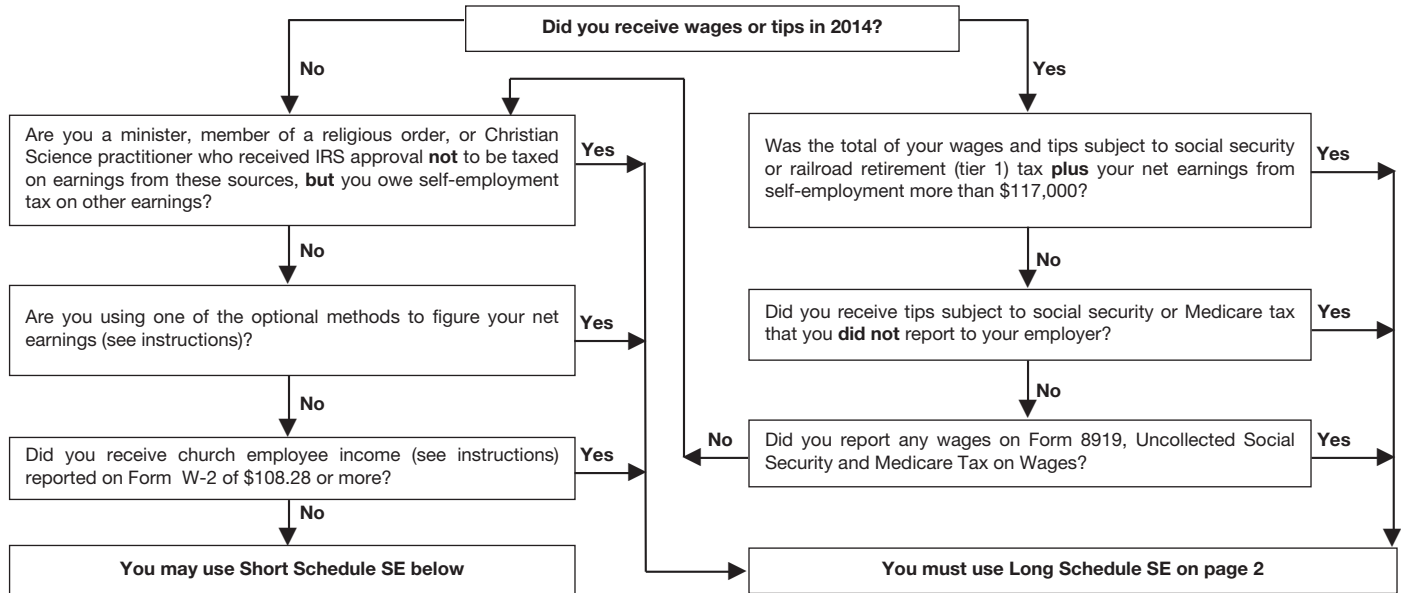 Did you receive wages or tips in 2014?
No
Yes
Are you a minister, member of a religious order, or Christian
Science practitioner who received IRS approval not to be taxed
on earnings from these sources, but you owe self-employment
tax on other earnings?
Yes
Was the total of your wages and tips subject to social security
or railroad retirement (tier 1) tax plus your net earnings from
self-employment more than $117,000?
Yes
No
No
Are you using one of the optional methods to figure your net
earnings (see instructions)?
Yes
Did you receive tips subject to social security or Medicare tax
that you did not report to your employer?
Yes
No
No
Did you receive church employee income (see instructions)
reported on Form W-2 of $108.28 or more?
Yes
No
Did you report any wages on Form 8919, Uncollected Social
Security and Medicare Tax on Wages?
Yes
No
You may use Short Schedule SE below
You must use Long Schedule SE on page 2